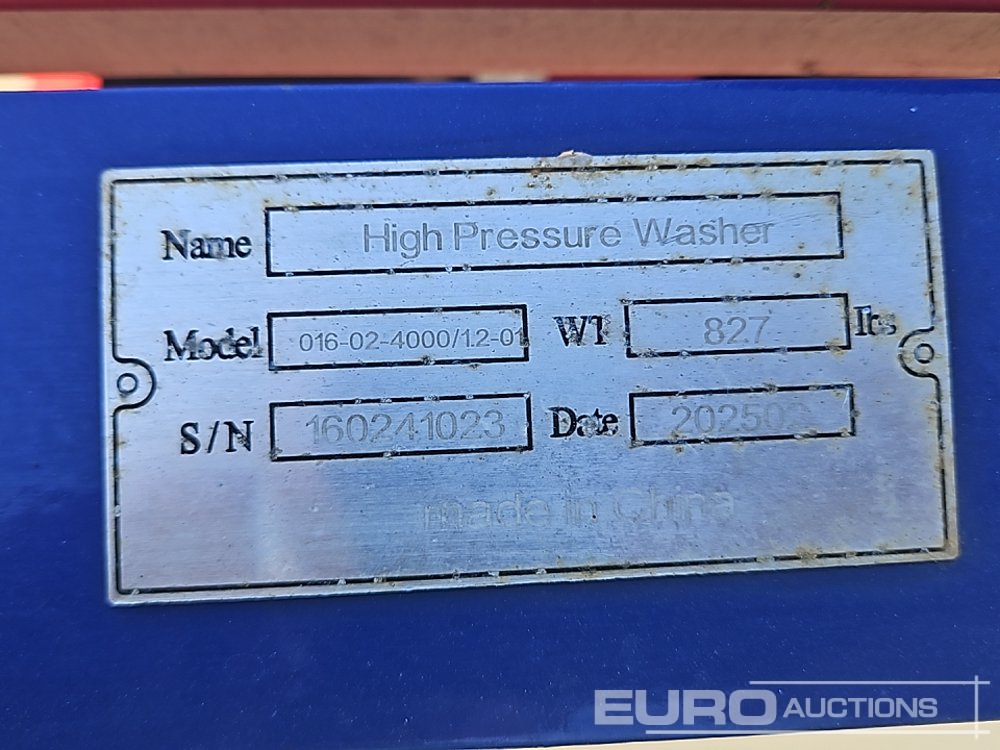 Name High Pressure Washer
Model 016-02-4000/1.2-01 WT 827 lbs
S/N 160241023 Date
made in China
EURO AUCTIONS